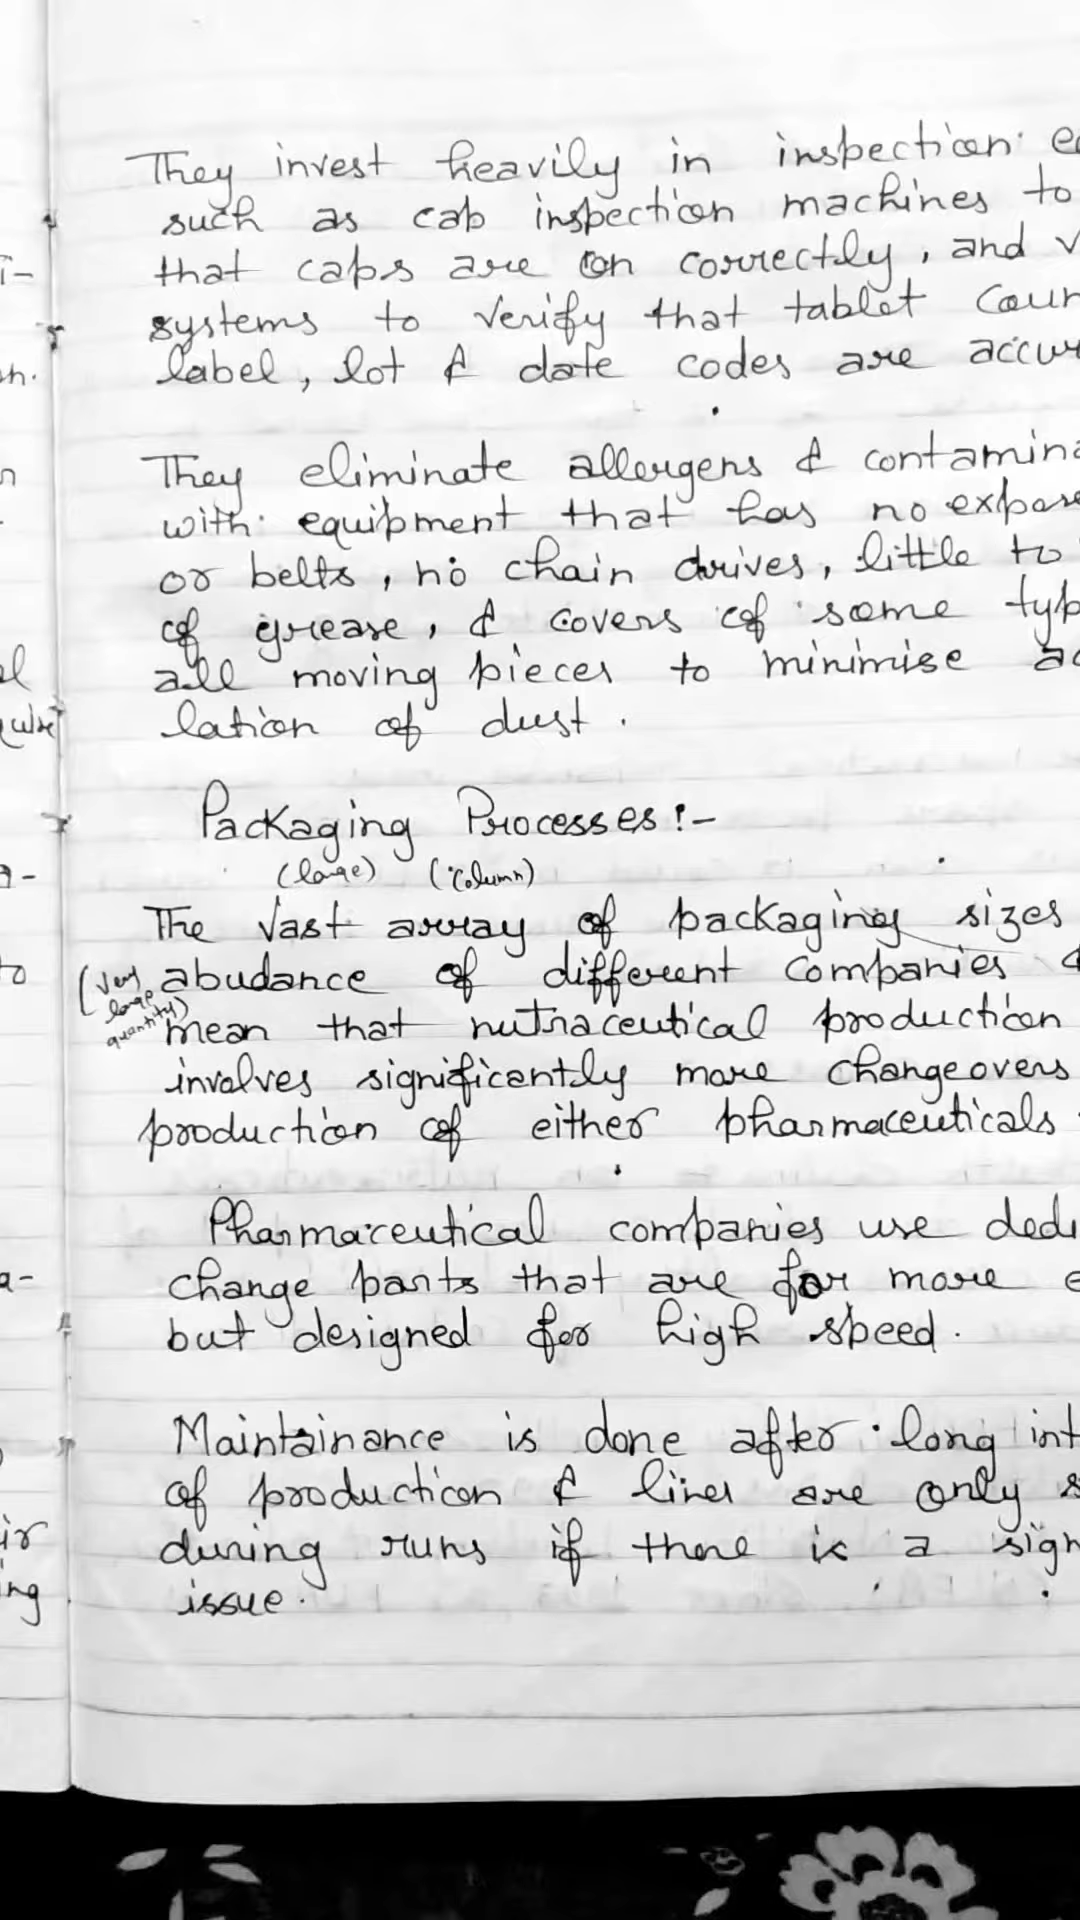 They invest heavily in inspection
such as cap inspection machines to
that caps are on correctly, and
systems to verify that tablet
label, lot & date codes are
They eliminate allergens &
with equipment that has no
or belts, no chain drives, little to
of grease, & covers of some
all moving pieces to minimise
lation of dust.
Packaging Processes:-
(large) (column)
The vast array of packaging sizes
(very large quantity)
abudance of different companies
mean that nutraceutical production
involves significantly more changeovers
production of either pharmaceuticals
Pharmaceutical companies use
change parts that are far more
but designed for high speed.
Maintainance is done after long
of production & lines are only
during runs if there is a
issue.